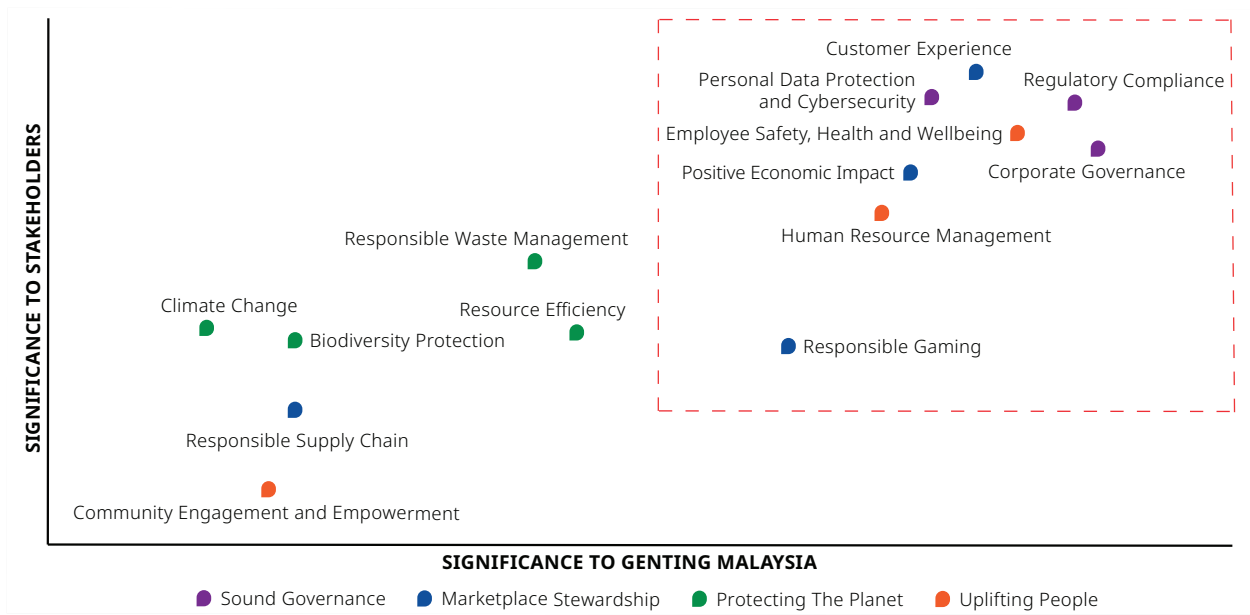 Customer Experience
Personal Data Protection
and Cybersecurity
Regulatory Compliance
Employee Safety, Health and Wellbeing
Positive Economic Impact
Corporate Governance
Human Resource Management
Responsible Waste Management
Climate Change
Resource Efficiency
Biodiversity Protection
Responsible Gaming
Responsible Supply Chain
Community Engagement and Empowerment
SIGNIFICANCE TO STAKEHOLDERS
SIGNIFICANCE TO GENTING MALAYSIA
Sound Governance
Marketplace Stewardship
Protecting The Planet
Uplifting People